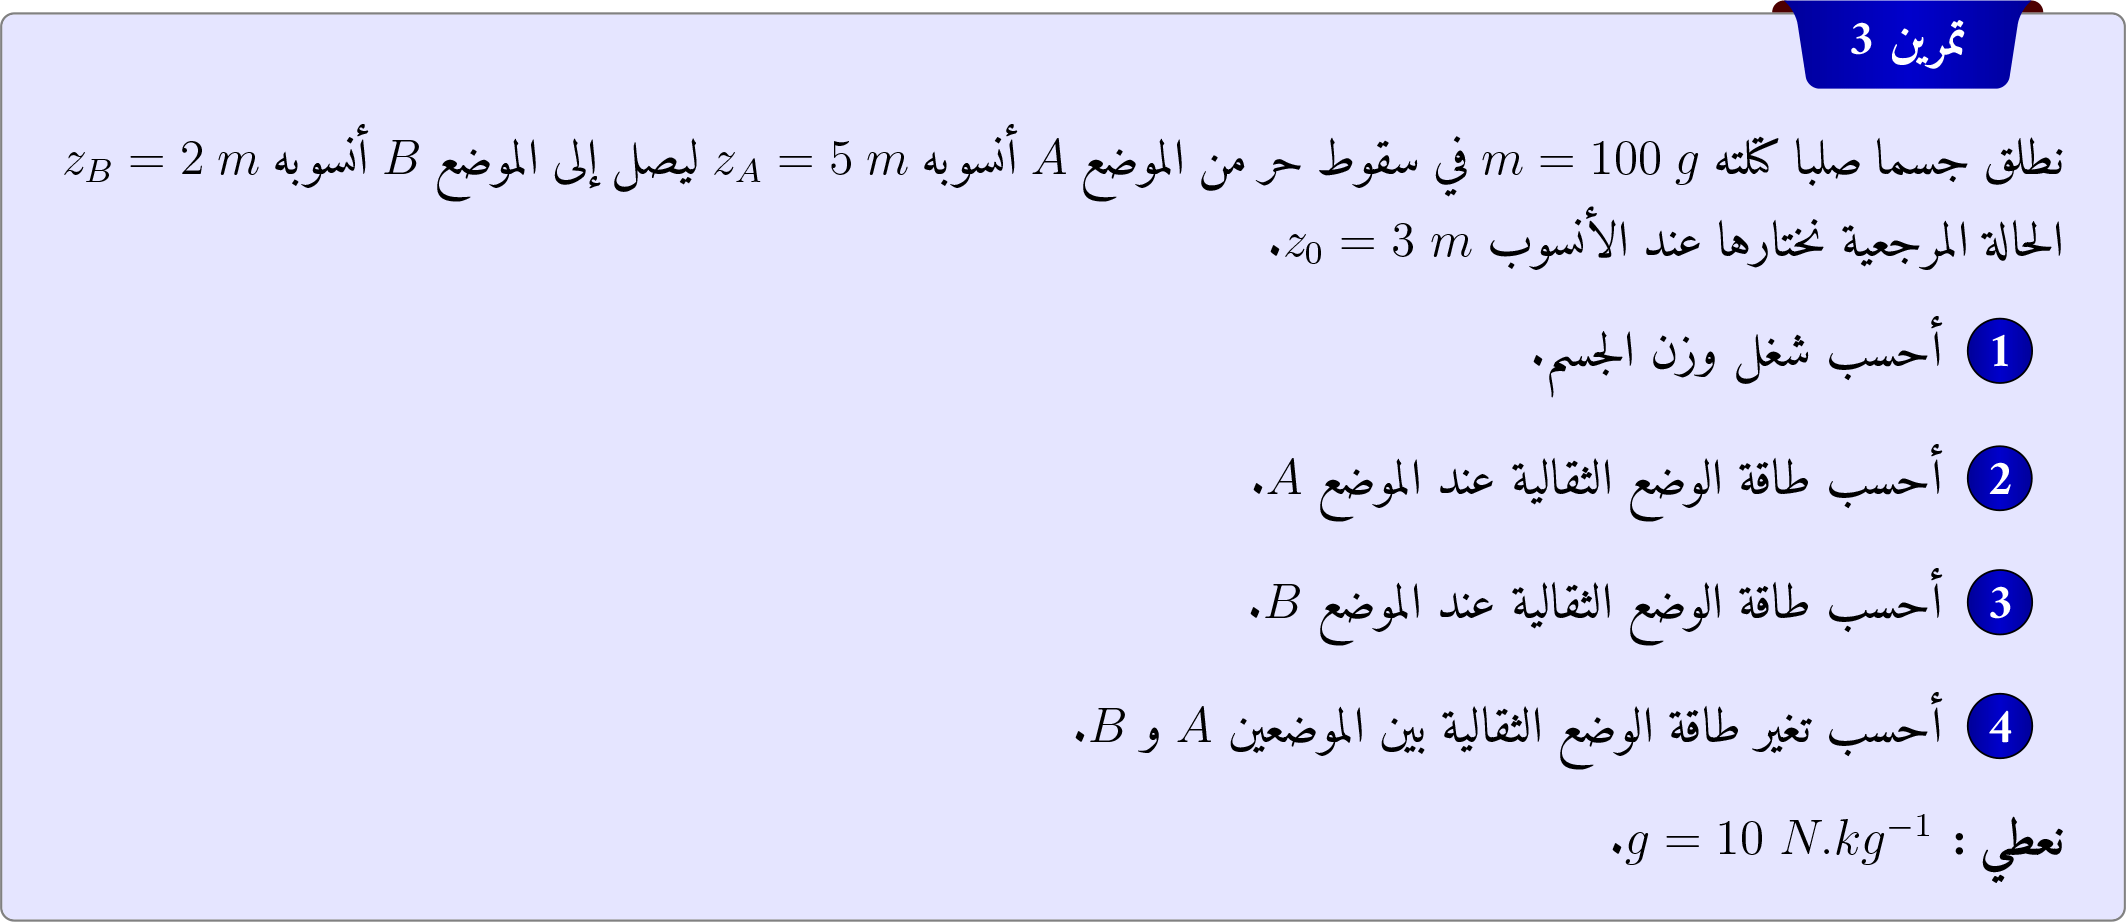 تمرين 3
نطلق جسما صلبا كتلته m = 100 g في سقوط حر من الموضع A أنسوبه z_A = 5 m ليصل إلى الموضع B أنسوبه z_B = 2 m
الحالة المرجعية نختارها عند الأنسوب z_0 = 3 m.
1 أحسب شغل وزن الجسم.
2 أحسب طاقة الوضع الثقالية عند الموضع A.
3 أحسب طاقة الوضع الثقالية عند الموضع B.
4 أحسب تغير طاقة الوضع الثقالية بين الموضعين A و B.
نعطي : g = 10 N.kg⁻¹.